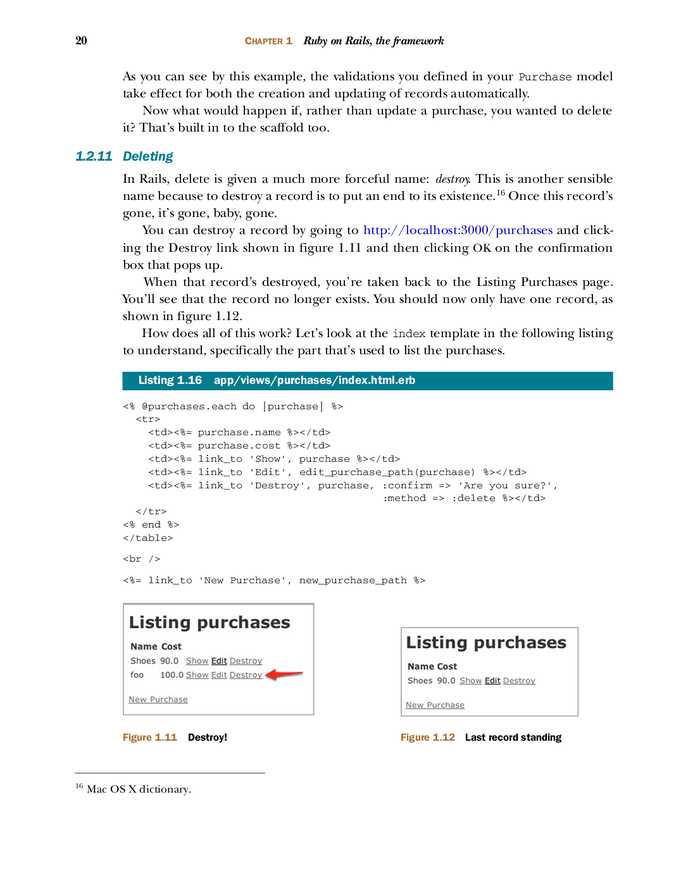 20 CHAPTER 1 Ruby on Rails, the framework
As you can see by this example, the validations you defined in your Purchase model
take effect for both the creation and updating of records automatically.
Now what would happen if, rather than update a purchase, you wanted to delete
it? That's built in to the scaffold too.
1.2.11 Deleting
In Rails, delete is given a much more forceful name: destroy. This is another sensible
name because to destroy a record is to put an end to its existence.16 Once this record's
gone, it's gone, baby, gone.
You can destroy a record by going to http://localhost:3000/purchases and click-
ing the Destroy link shown in figure 1.11 and then clicking OK on the confirmation
box that pops up.
When that record's destroyed, you're taken back to the Listing Purchases page.
You'll see that the record no longer exists. You should now only have one record, as
shown in figure 1.12.
How does all of this work? Let's look at the index template in the following listing
to understand, specifically the part that's used to list the purchases.
Listing 1.16 app/views/purchases/index.html.erb
<% @purchases.each do |purchase| %>
<tr>
<td><%= purchase.name %></td>
<td><%= purchase.cost %></td>
<td><%= link_to 'Show', purchase %></td>
<td><%= link_to 'Edit', edit_purchase_path(purchase) %></td>
<td><%= link_to 'Destroy', purchase, :confirm => 'Are you sure?',
:method => :delete %></td>
</tr>
<% end %>
</table>
<br />
<%= link_to 'New Purchase', new_purchase_path %>
Listing purchases
Name Cost
Shoes 90.0 Show Edit Destroy
foo 100.0 Show Edit Destroy
New Purchase
Figure 1.11 Destroy!
Listing purchases
Name Cost
Shoes 90.0 Show Edit Destroy
New Purchase
Figure 1.12 Last record standing
16 Mac OS X dictionary.